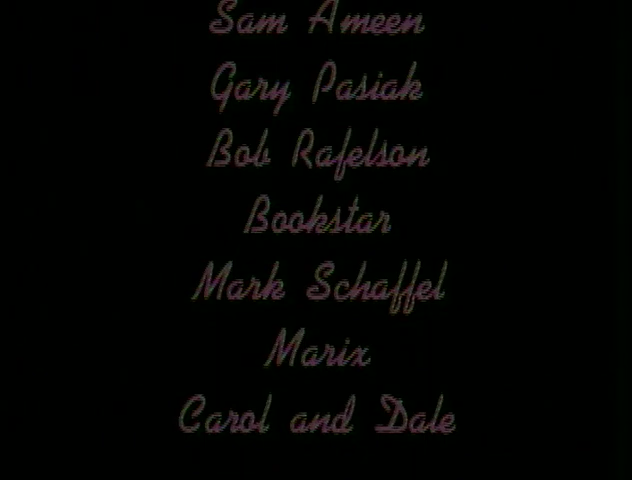 Sam Ameen
Gary Pasiak
Bob Rafelson
Bookstar
Mark Schaffel
Marix
Carol and Dale